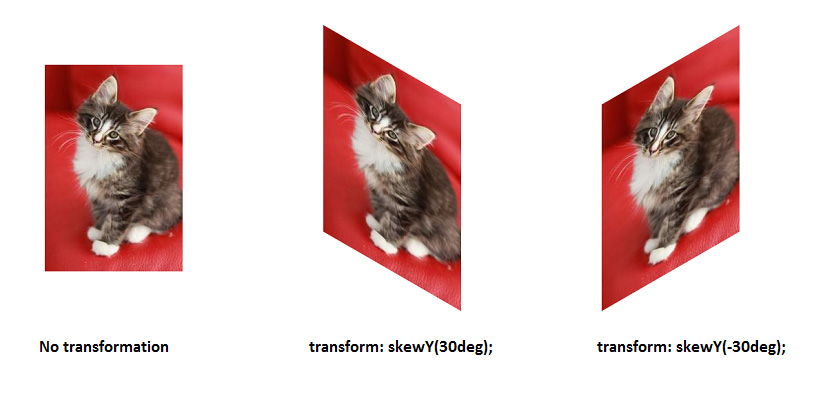 No transformation
transform: skewY(30deg);
transform: skewY(-30deg);